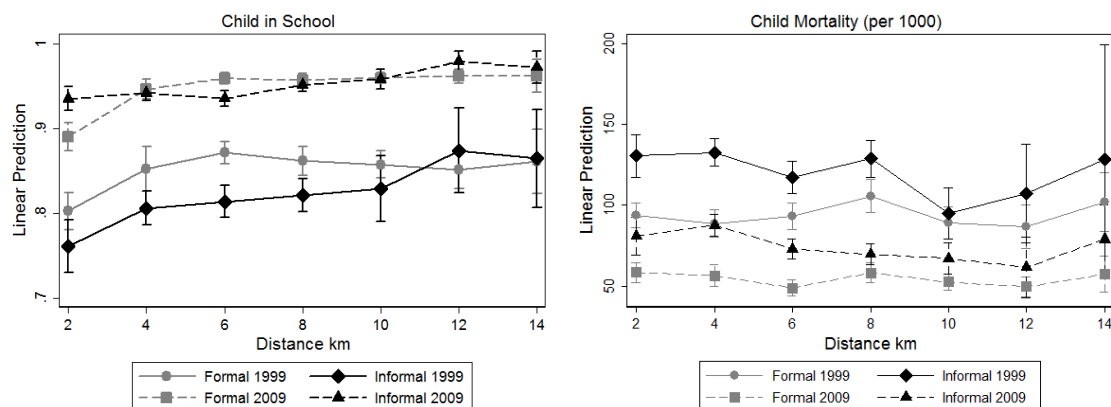 Child in School
Linear Prediction
1
.9
.8
.7
2 4 6 8 10 12 14
Distance km
Formal 1999 Informal 1999
Formal 2009 Informal 2009
Child Mortality (per 1000)
Linear Prediction
200
150
100
50
2 4 6 8 10 12 14
Distance km
Formal 1999 Informal 1999
Formal 2009 Informal 2009